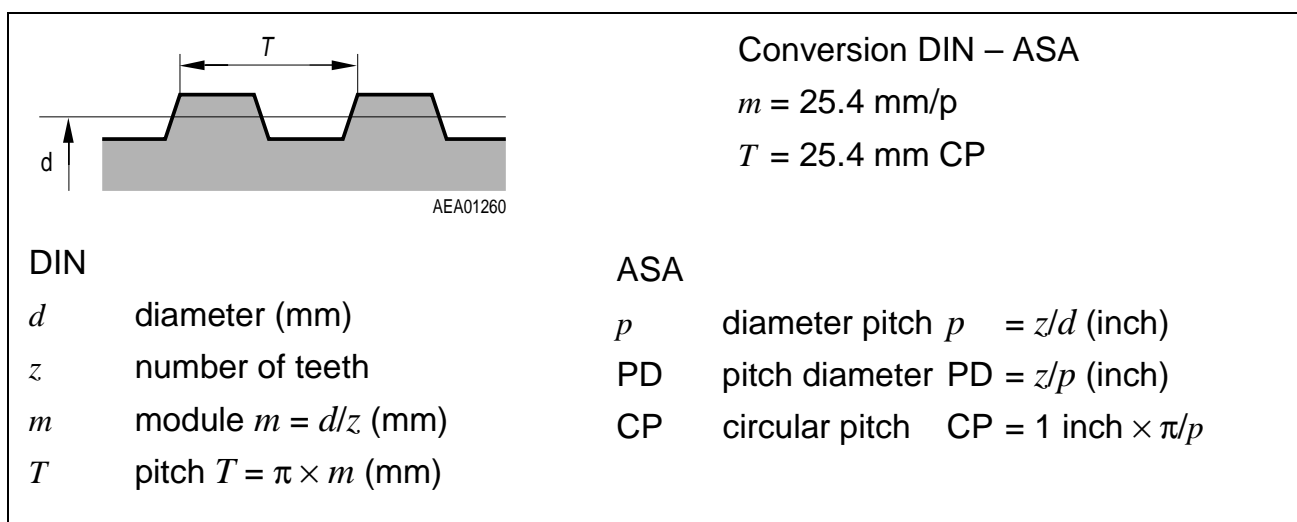 T
d
AEA01260
Conversion DIN – ASA
m = 25.4 mm/p
T = 25.4 mm CP
DIN
d diameter (mm)
z number of teeth
m module m = d/z (mm)
T pitch T = π × m (mm)
ASA
p diameter pitch p = z/d (inch)
PD pitch diameter PD = z/p (inch)
CP circular pitch CP = 1 inch × π/p